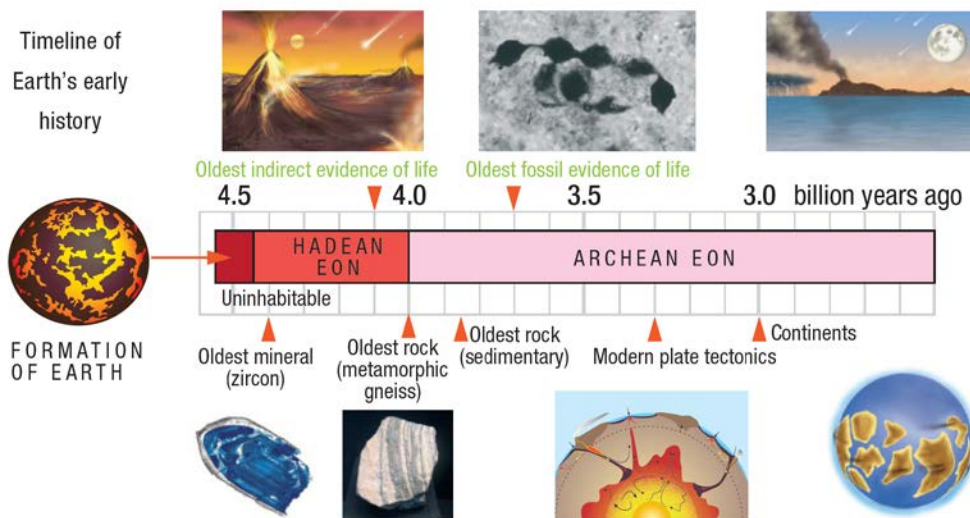 Timeline of
Earth's early
history
Oldest indirect evidence of life
Oldest fossil evidence of life
4.5 4.0 3.5 3.0 billion years ago
HADEAN
EON
ARCHEAN EON
Uninhabitable
FORMATION
OF EARTH
Oldest mineral
(zircon)
Oldest rock
(metamorphic
gneiss)
Oldest rock
(sedimentary)
Modern plate tectonics
Continents